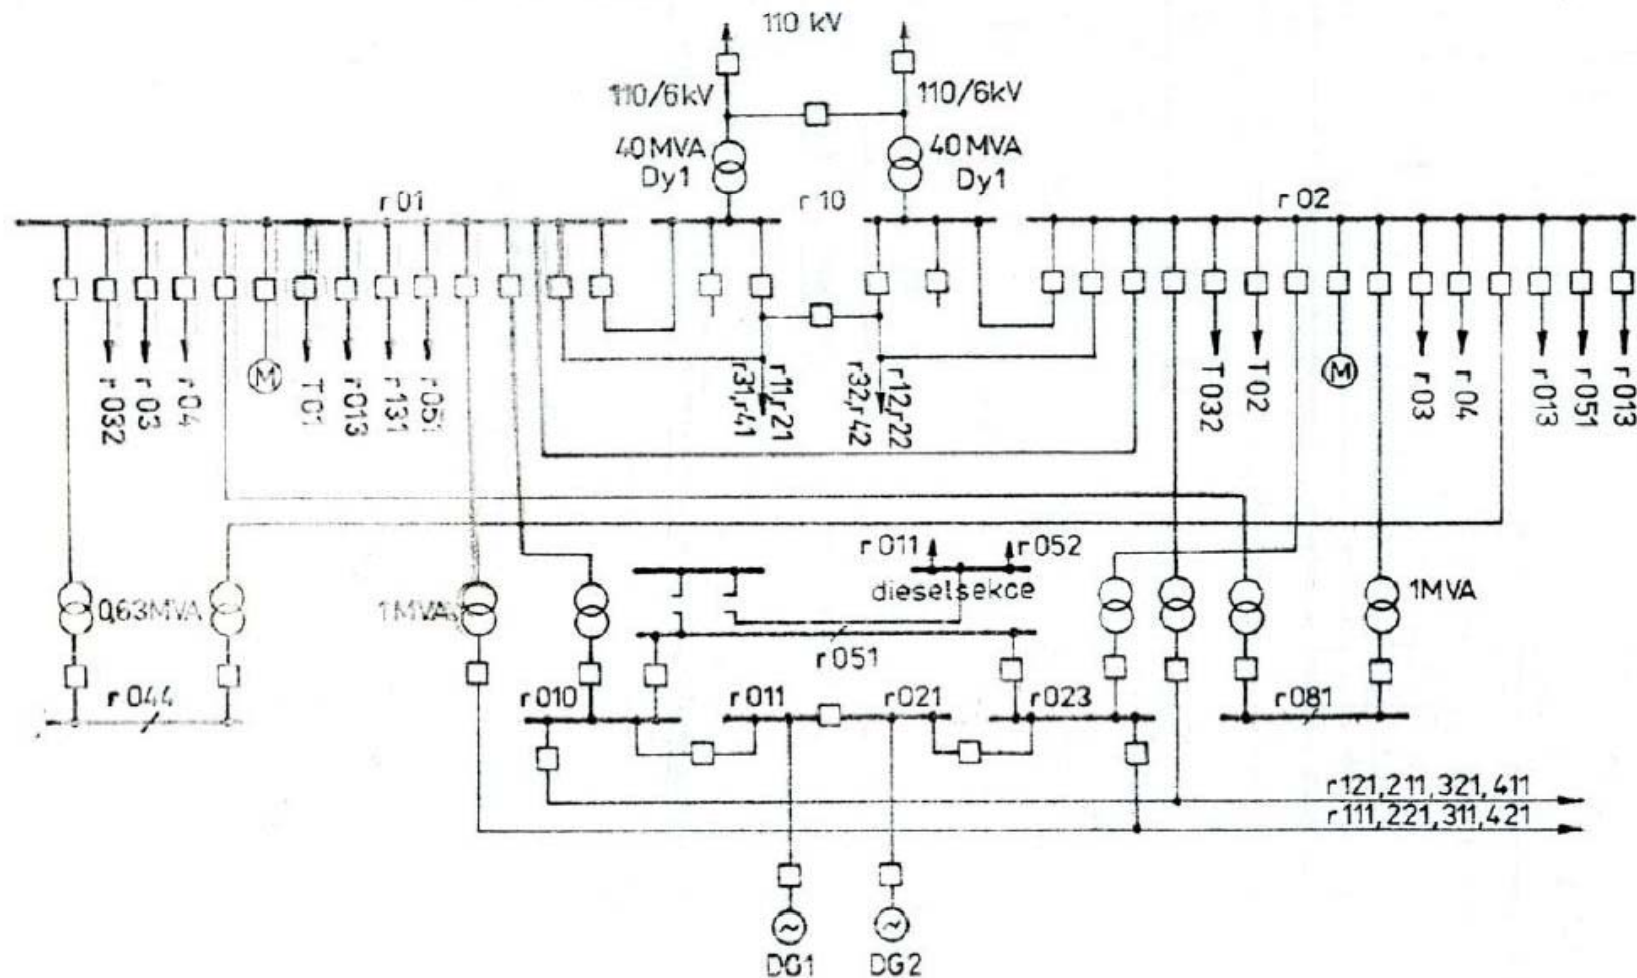 110 kV
110/6kV
110/6kV
40 MVA
Dy1
40 MVA
Dy1
r 01
r 10
r 02
r 032
r 03
r 04
M
T 01
r 013
r 131
r 051
r31,r41
r11,r21
r32,r42
r12,r22
T 032
T 02
M
r 03
r 04
r 013
r 051
r 013
r 011
r 052
dieselsekce
0,63MVA
1MVA
1MVA
r 051
r 044
r 010
r 011
r 021
r 023
r 081
r121,211,321,411
r111,221,311,421
DG1
DG2